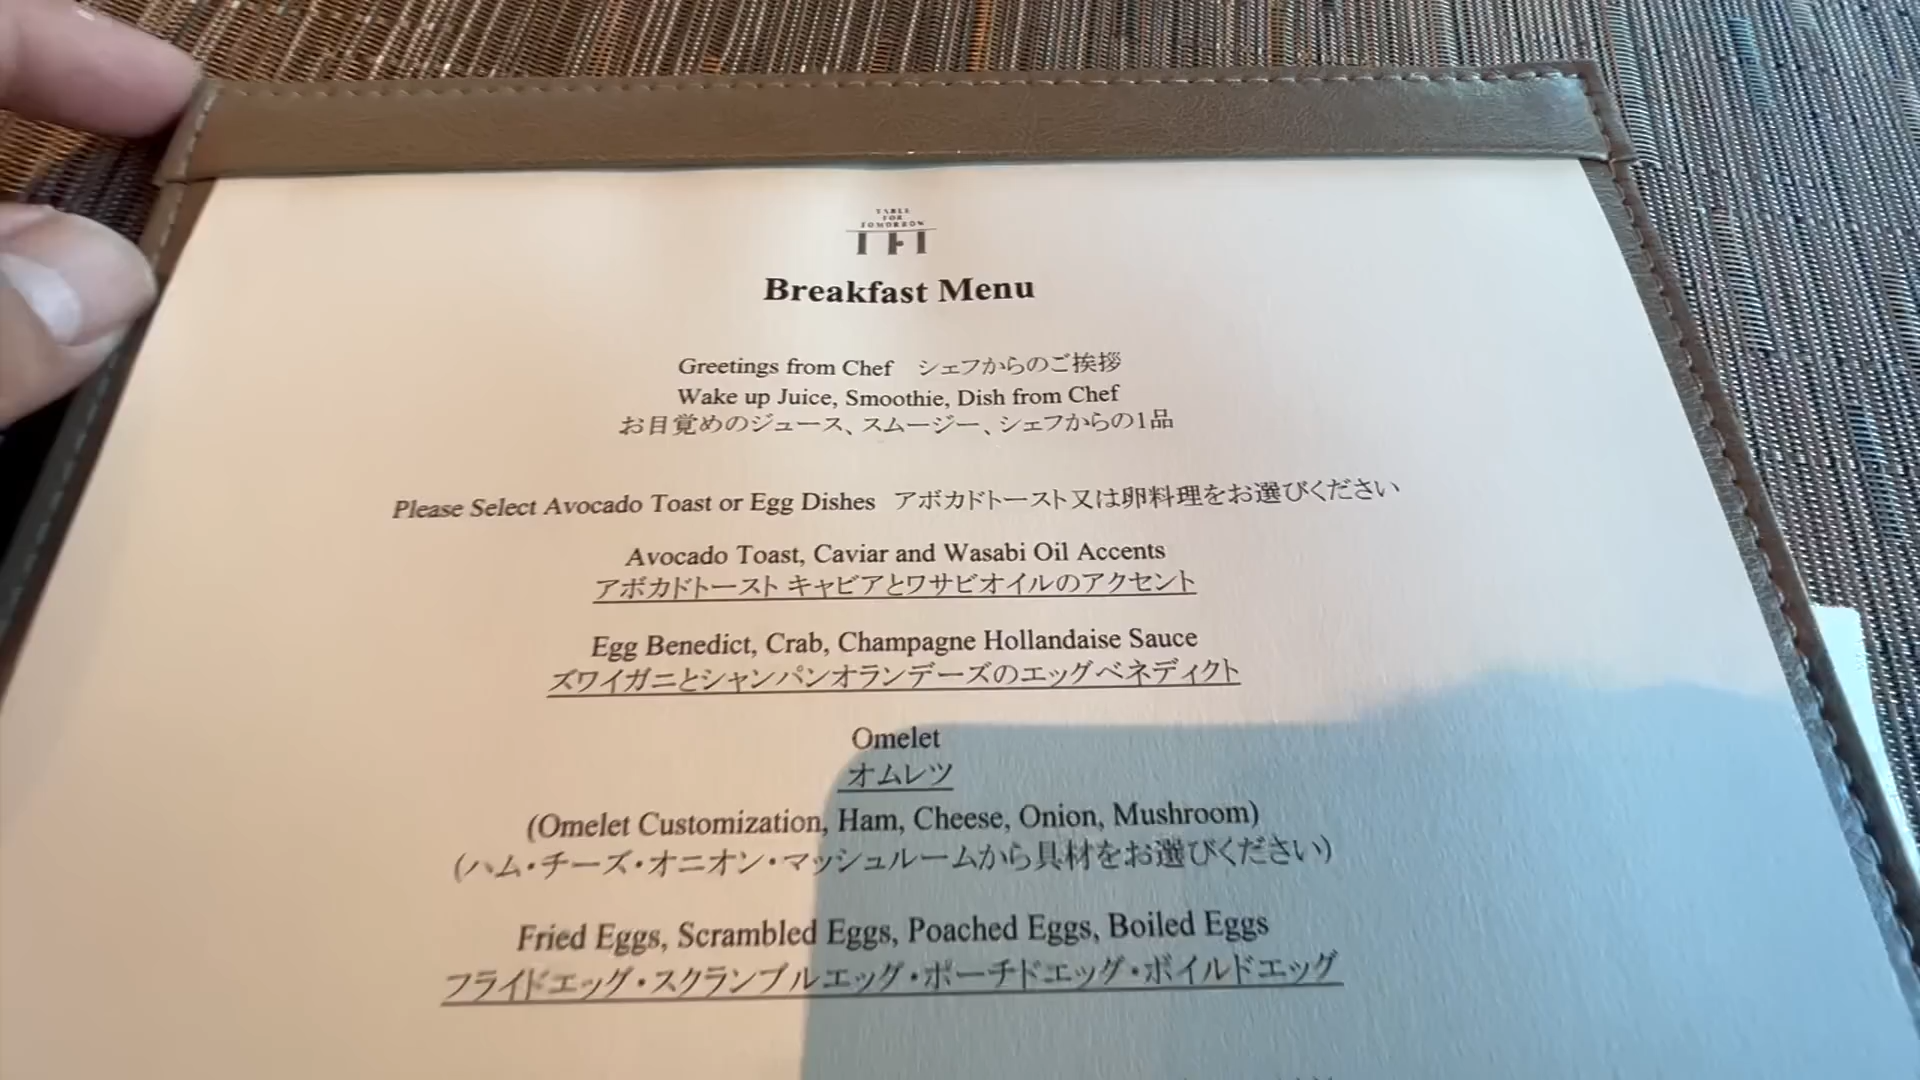 TABLE
FOR
TOMORROW
Breakfast Menu
Greetings from Chef シェフからのご挨拶
Wake up Juice, Smoothie, Dish from Chef
お目覚めのジュース、スムージー、シェフからの1品
Please Select Avocado Toast or Egg Dishes アボカドトースト又は卵料理をお選びください
Avocado Toast, Caviar and Wasabi Oil Accents
アボカドトースト キャビアとワサビオイルのアクセント
Egg Benedict, Crab, Champagne Hollandaise Sauce
ズワイガニとシャンパンオランデーズのエッグベネディクト
Omelet
オムレツ
(Omelet Customization, Ham, Cheese, Onion, Mushroom)
(ハム・チーズ・オニオン・マッシュルームから具材をお選びください)
Fried Eggs, Scrambled Eggs, Poached Eggs, Boiled Eggs
フライドエッグ・スクランブルエッグ・ポーチドエッグ・ボイルドエッグ